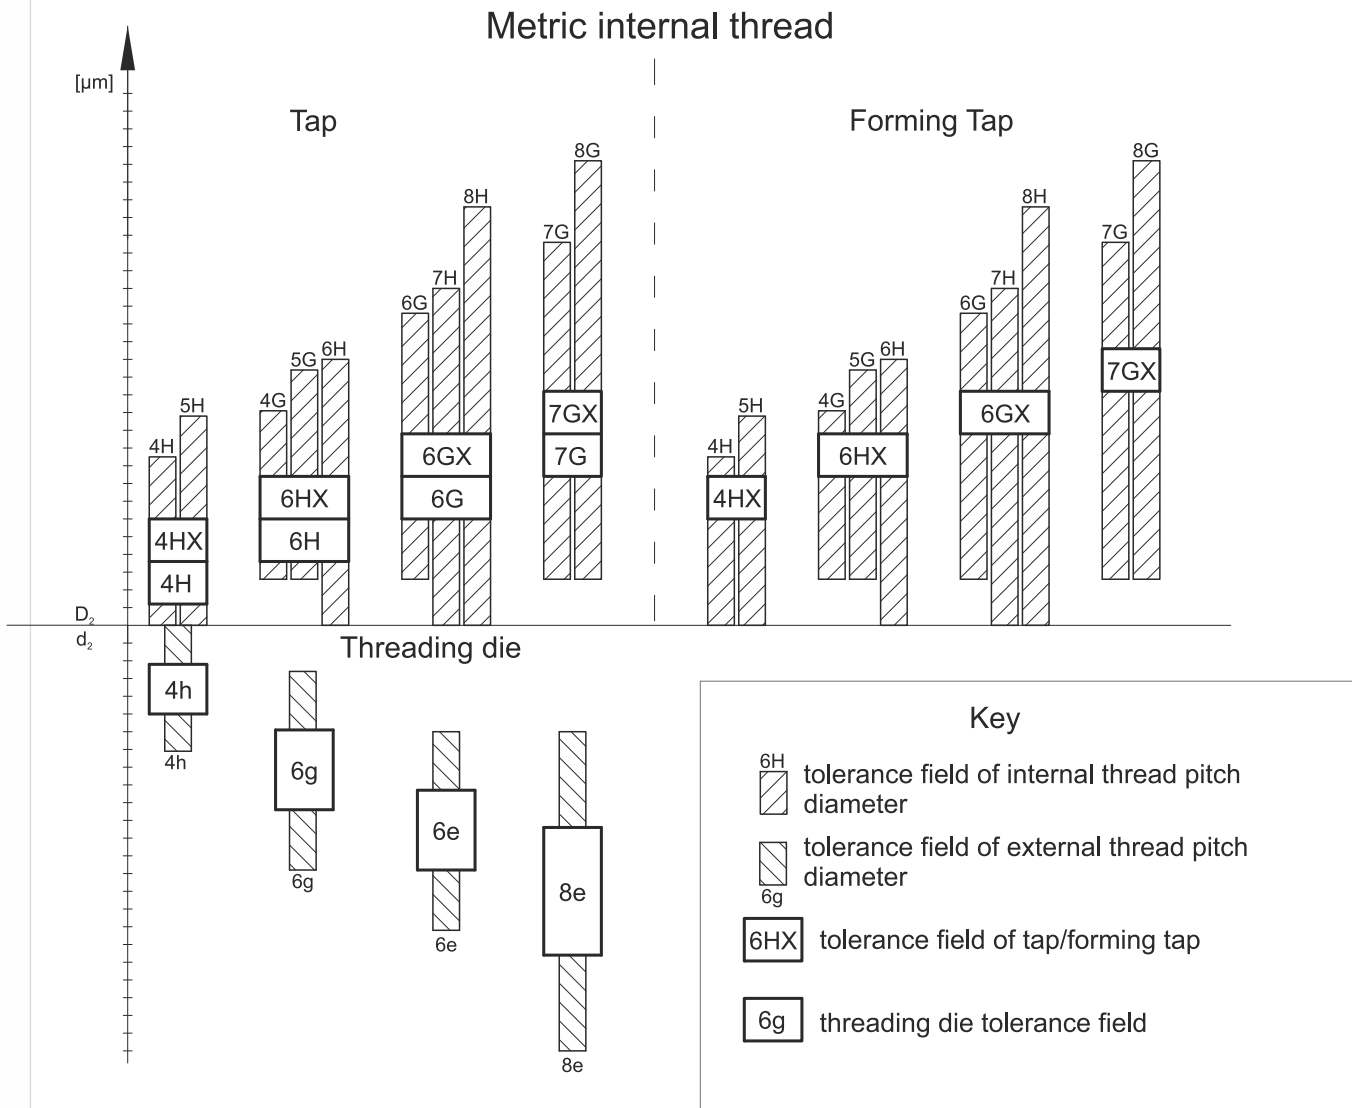 Metric internal thread
[µm]
Tap
Forming Tap
8G
8H
7G
7H
6G
6H
5G
4G
5H
4H
7GX
7G
6GX
6G
6HX
6H
4HX
4H
8G
8H
7G
7H
6G
6H
5G
4G
5H
4H
7GX
6GX
6HX
4HX
D₂
d₂
Threading die
4h
4h
6g
6g
6e
6e
8e
8e
Key
6H
tolerance field of internal thread pitch
diameter
tolerance field of external thread pitch
diameter
6g
6HX tolerance field of tap/forming tap
6g threading die tolerance field